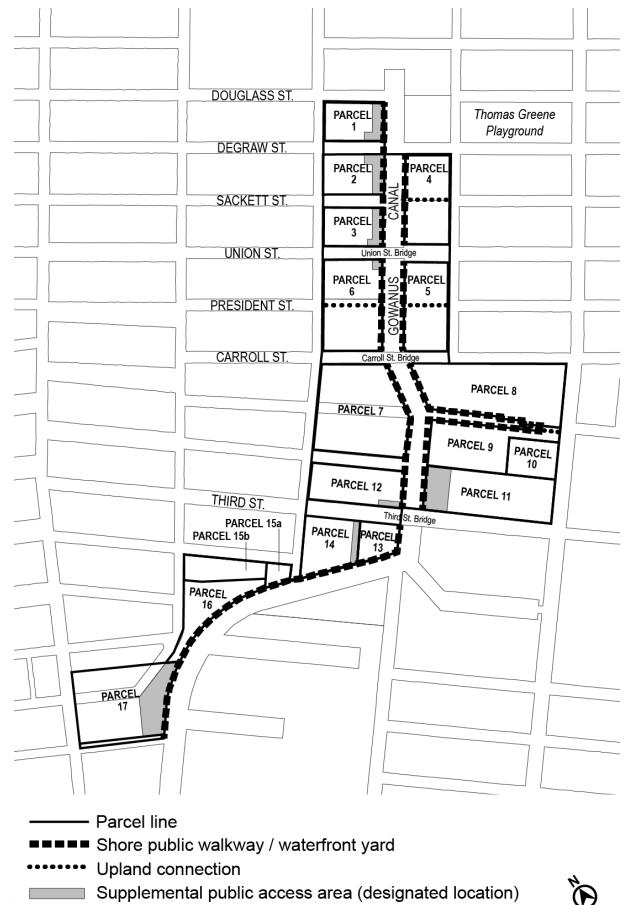 DOUGLASS ST.
PARCEL
1
Thomas Greene
Playground
DEGRAW ST.
PARCEL
2
PARCEL
4
SACKETT ST.
CANAL
PARCEL
3
UNION ST.
Union St. Bridge
PARCEL
6
PARCEL
5
GOWANUS
PRESIDENT ST.
CARROLL ST.
Carroll St. Bridge
PARCEL 8
PARCEL 7
PARCEL 9
PARCEL
10
PARCEL 12
PARCEL 11
THIRD ST.
Third St. Bridge
PARCEL 15a
PARCEL 15b
PARCEL
14
PARCEL
13
PARCEL
16
PARCEL
17
Parcel line
Shore public walkway / waterfront yard
Upland connection
Supplemental public access area (designated location)
N